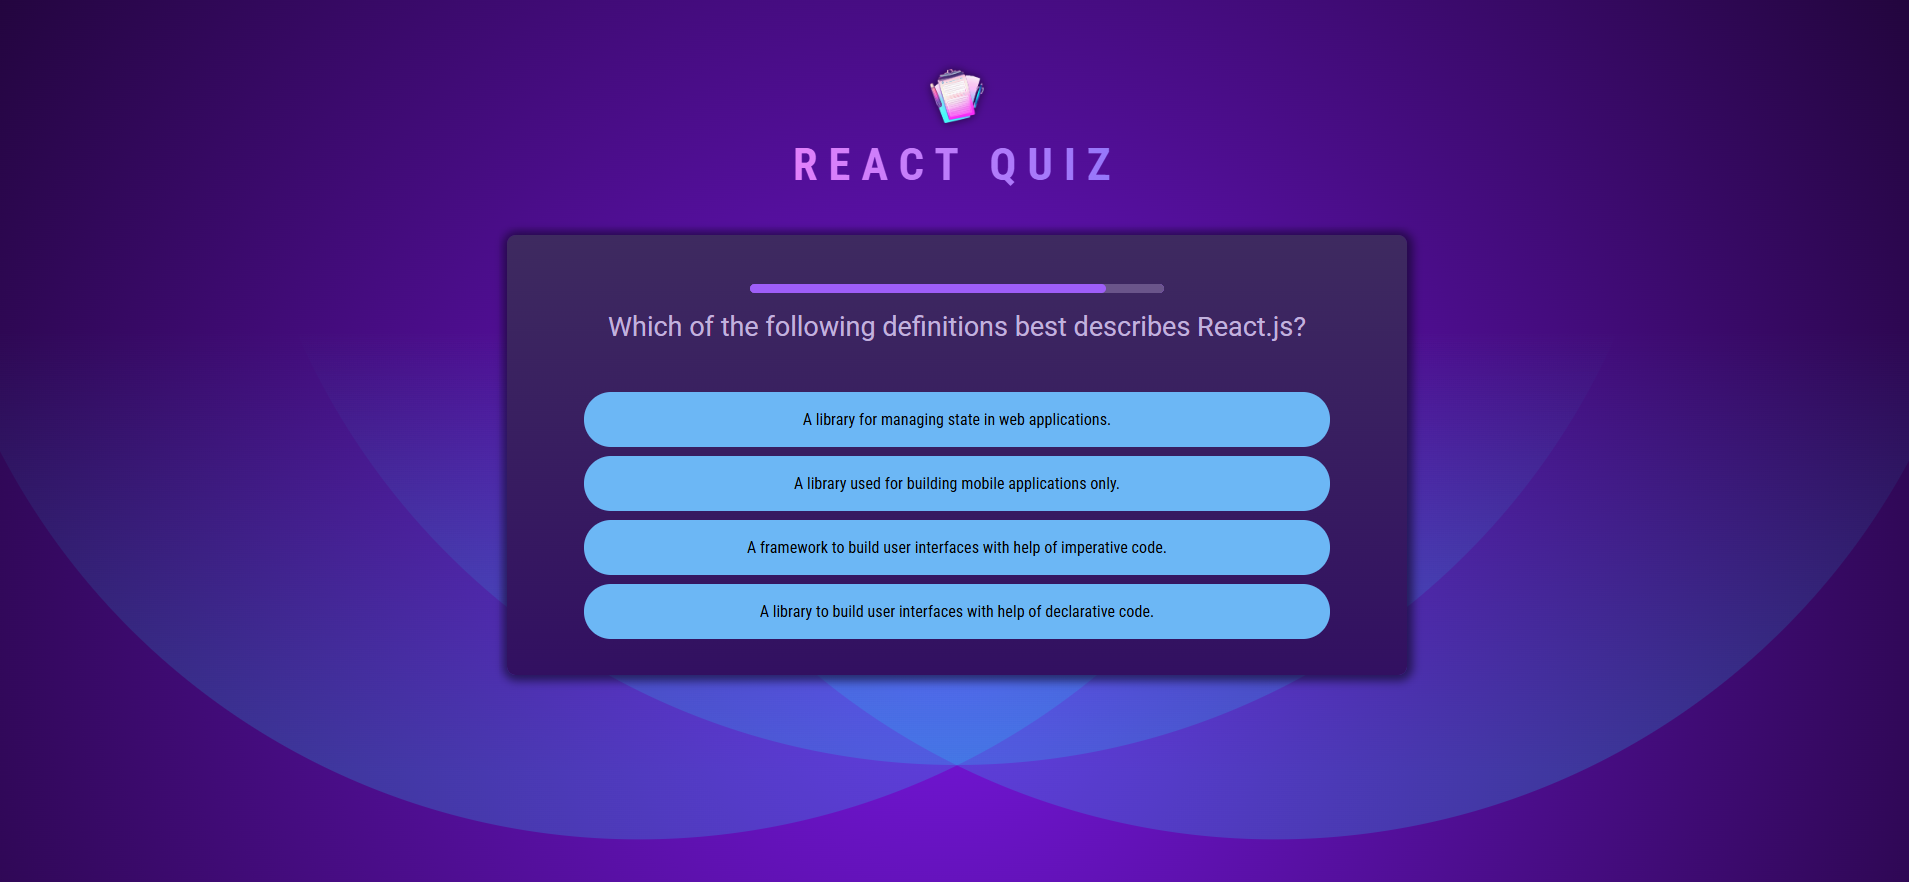 REACT QUIZ
Which of the following definitions best describes React.js?
A library for managing state in web applications.
A library used for building mobile applications only.
A framework to build user interfaces with help of imperative code.
A library to build user interfaces with help of declarative code.